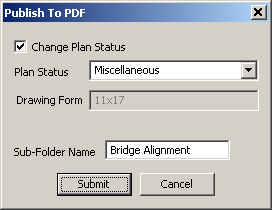 Publish To PDF
Change Plan Status
Plan Status Miscellaneous
Drawing Form 11x17
Sub-Folder Name Bridge Alignment
Submit Cancel